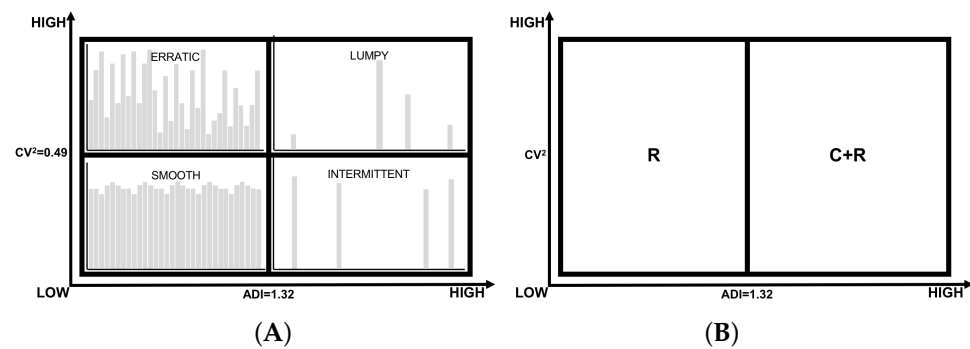 HIGH
ERRATIC
LUMPY
CV²=0.49
SMOOTH
INTERMITTENT
LOW
ADI=1.32
HIGH
(A)
HIGH
CV²
R
C+R
LOW
ADI=1.32
HIGH
(B)